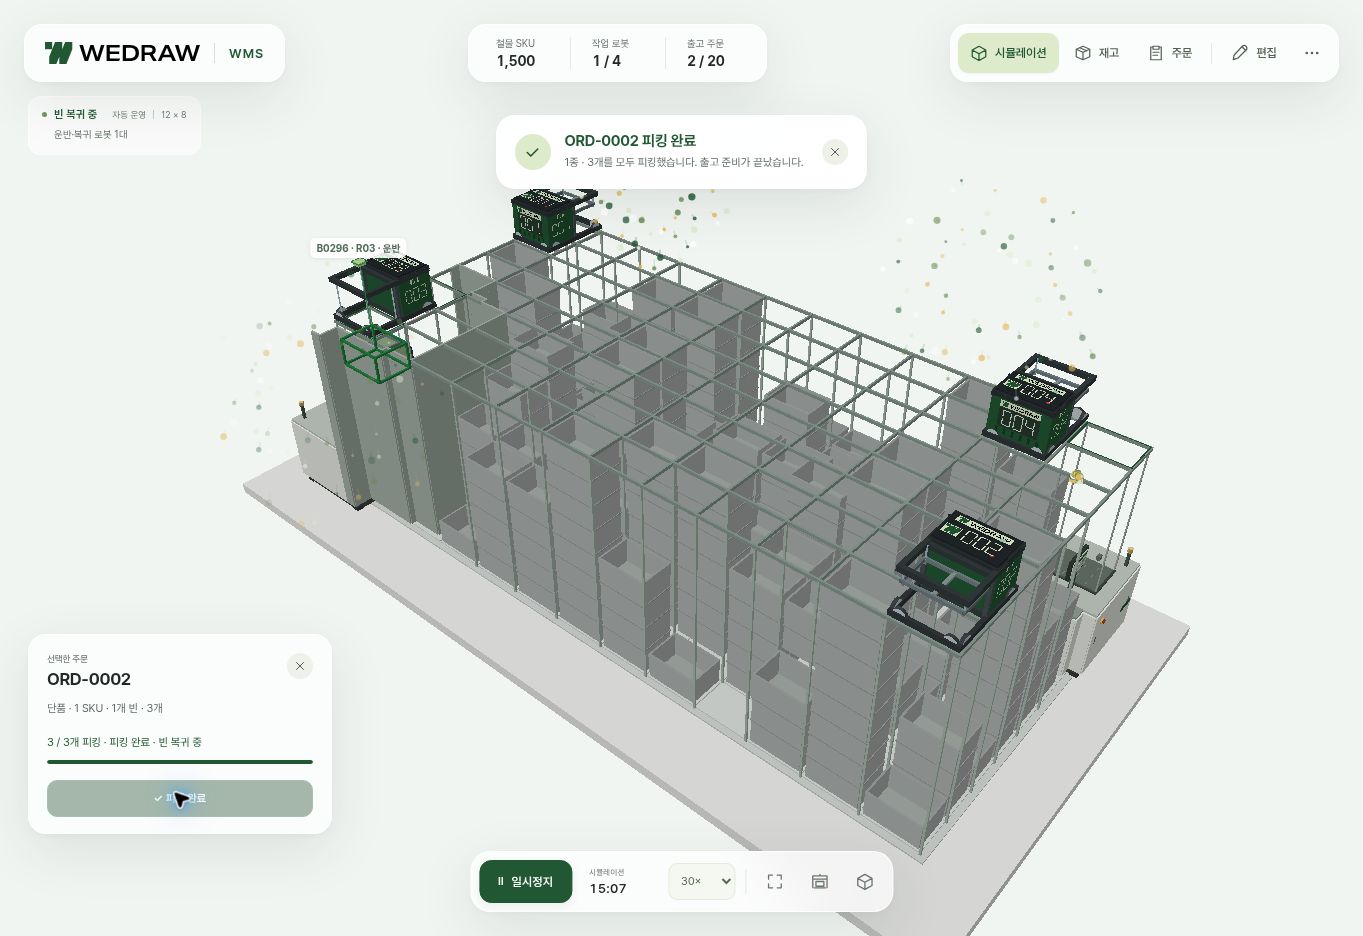 WEDRAW WMS
철물 SKU 작업 로봇 출고 주문
1,500 1 / 4 2 / 20
시뮬레이션 재고 주문 편집
빈 복귀 중 자동 운영 12 × 8
운반·복귀 로봇 1대
ORD-0002 피킹 완료
1종 · 3개를 모두 피킹했습니다. 출고 준비가 끝났습니다.
B0296 · R03 · 운반
003
004
004
002
선택한 주문
ORD-0002
단품 · 1 SKU · 1개 빈 · 3개
3 / 3개 피킹 · 피킹 완료 · 빈 복귀 중
완료
일시정지
시뮬레이션
15:07
30×